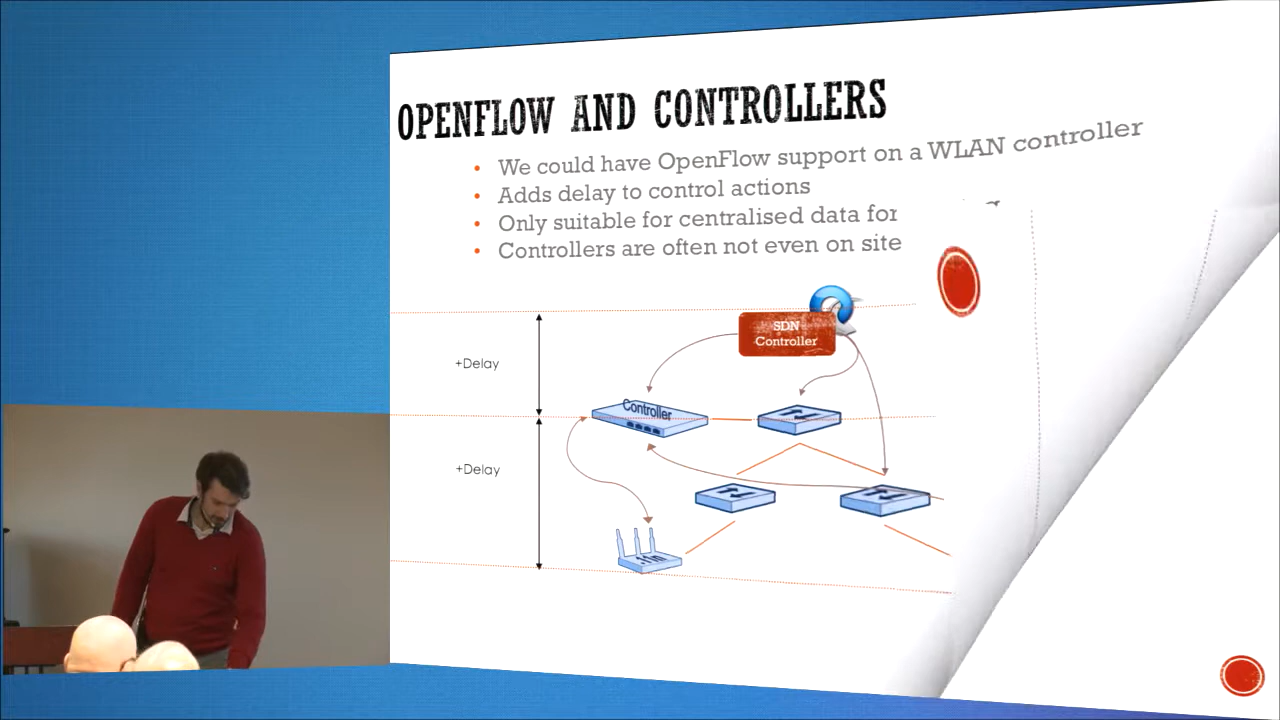 OPENFLOW AND CONTROLLERS
• We could have OpenFlow support on a WLAN controller
• Adds delay to control actions
• Only suitable for centralised data for
• Controllers are often not even on site
SDN
Controller
+Delay
Controller
+Delay
.11n